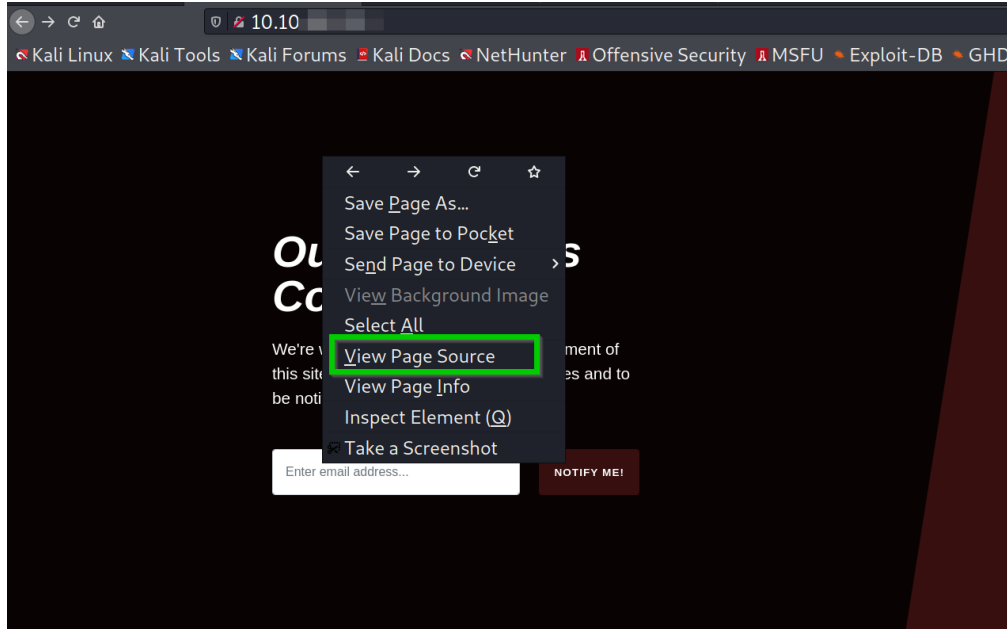 10.10
Kali Linux Kali Tools Kali Forums Kali Docs NetHunter Offensive Security MSFU Exploit-DB GHD
Save Page As...
Save Page to Pocket
Send Page to Device
View Background Image
Select All
View Page Source
View Page Info
Inspect Element (Q)
Take a Screenshot
Ou s
Co
We're ment of
this site es and to
be noti
Enter email address... NOTIFY ME!